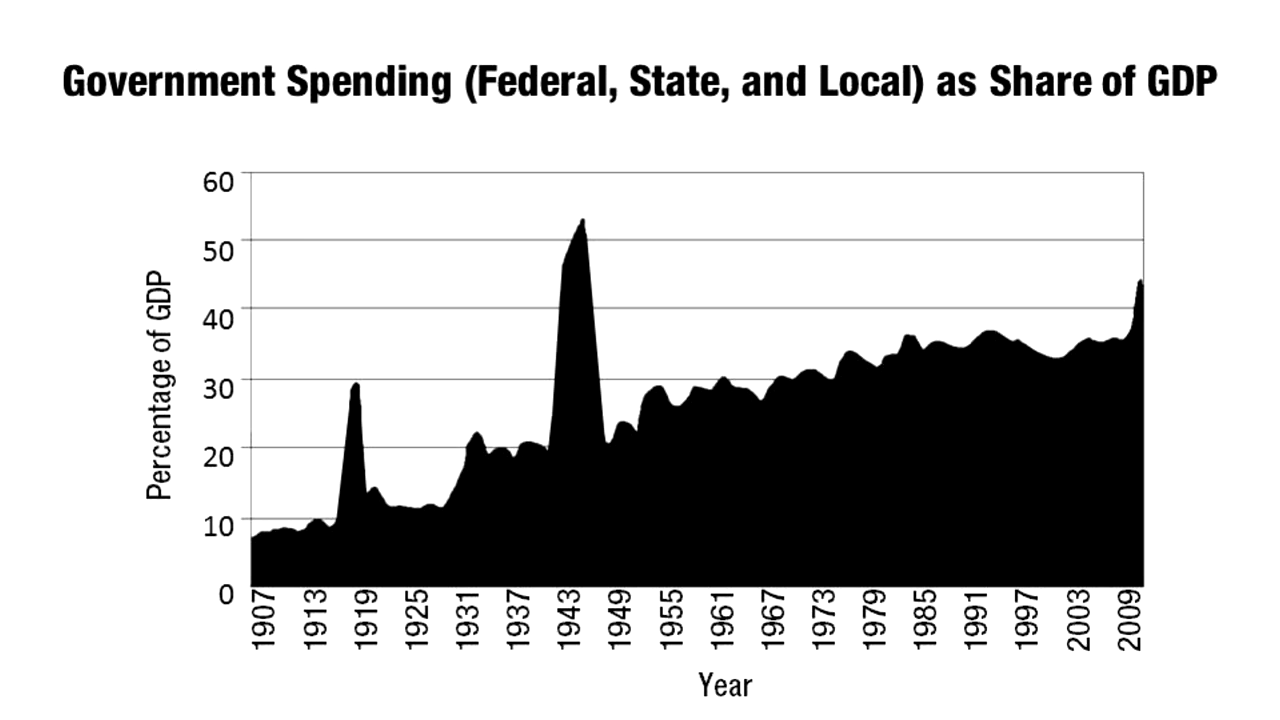 Government Spending (Federal, State, and Local) as Share of GDP
60
50
40
30
20
10
0
Percentage of GDP
1907 1913 1919 1925 1931 1937 1943 1949 1955 1961 1967 1973 1979 1985 1991 1997 2003 2009
Year